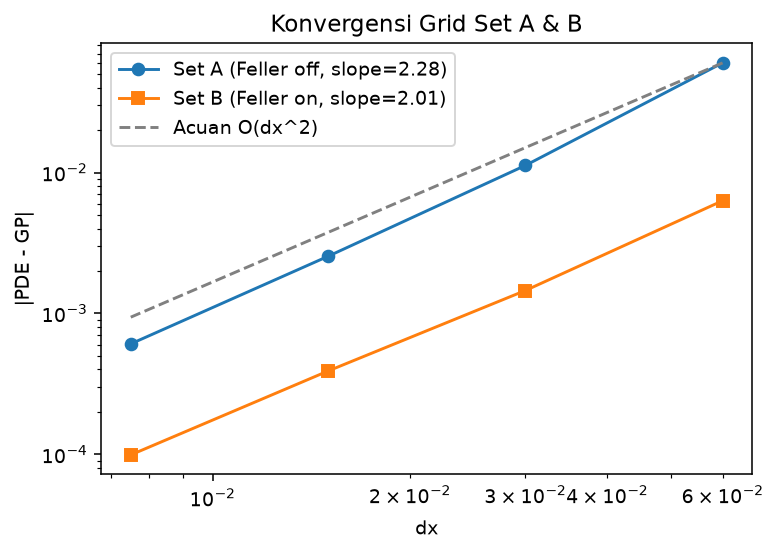 Konvergensi Grid Set A & B
Set A (Feller off, slope=2.28)
Set B (Feller on, slope=2.01)
Acuan O(dx^2)
|PDE - GP|
10⁻²
10⁻³
10⁻⁴
10⁻² 2 × 10⁻² 3 × 10⁻² 4 × 10⁻² 6 × 10⁻²
dx